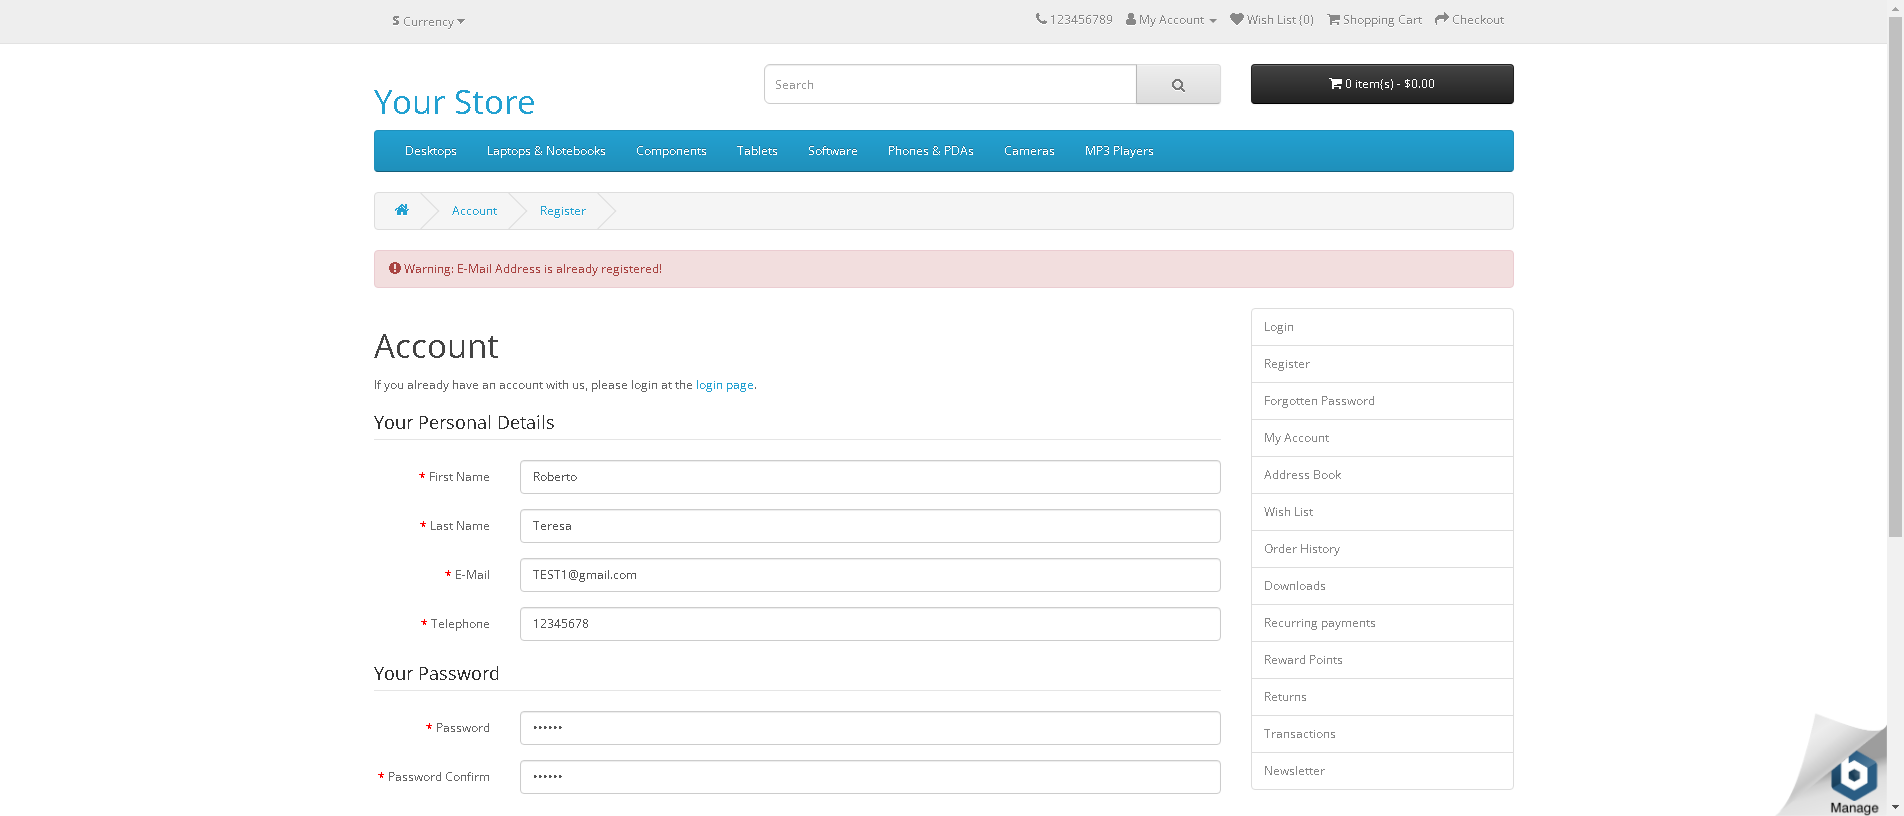 $ Currency
123456789 My Account Wish List (0) Shopping Cart Checkout
Your Store
Search
0 item(s) - $0.00
Desktops Laptops & Notebooks Components Tablets Software Phones & PDAs Cameras MP3 Players
Account Register
Warning: E-Mail Address is already registered!
Account
If you already have an account with us, please login at the login page.
Your Personal Details
* First Name Roberto
* Last Name Teresa
* E-Mail TEST1@gmail.com
* Telephone 12345678
Your Password
* Password ••••••
* Password Confirm ••••••
Login
Register
Forgotten Password
My Account
Address Book
Wish List
Order History
Downloads
Recurring payments
Reward Points
Returns
Transactions
Newsletter
b
Manage